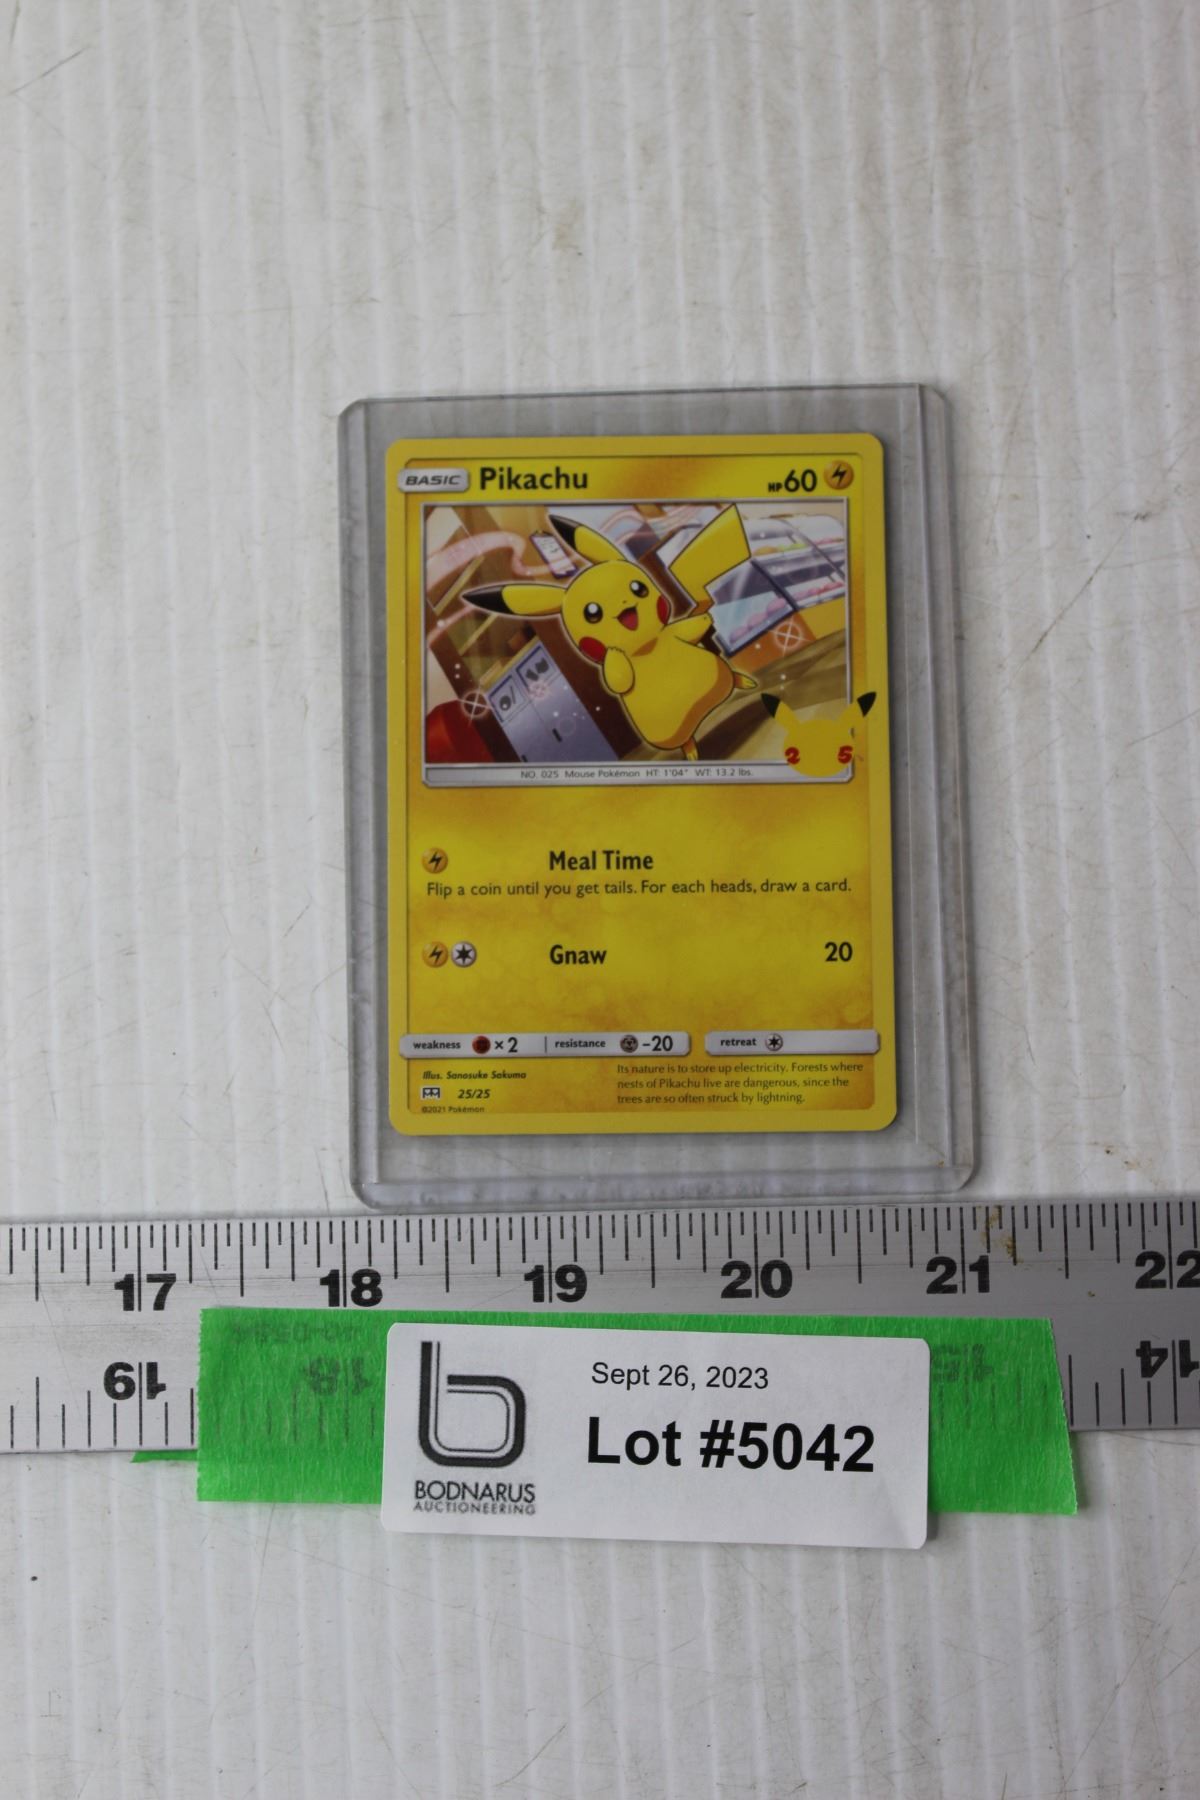 BASIC Pikachu HP 60
25
NO. 025 Mouse Pokémon HT: 1'04" WT: 13.2 lbs.
Meal Time
Flip a coin until you get tails. For each heads, draw a card.
Gnaw 20
weakness ×2 resistance -20 retreat
Illus. Sanosuke Sakuma
25/25
©2021 Pokémon
Its nature is to store up electricity. Forests where
nests of Pikachu live are dangerous, since the
trees are so often struck by lightning.
17 18 19 20 21 22
19 18 15 14
Sept 26, 2023
Lot #5042
BODNARUS
AUCTIONEERING